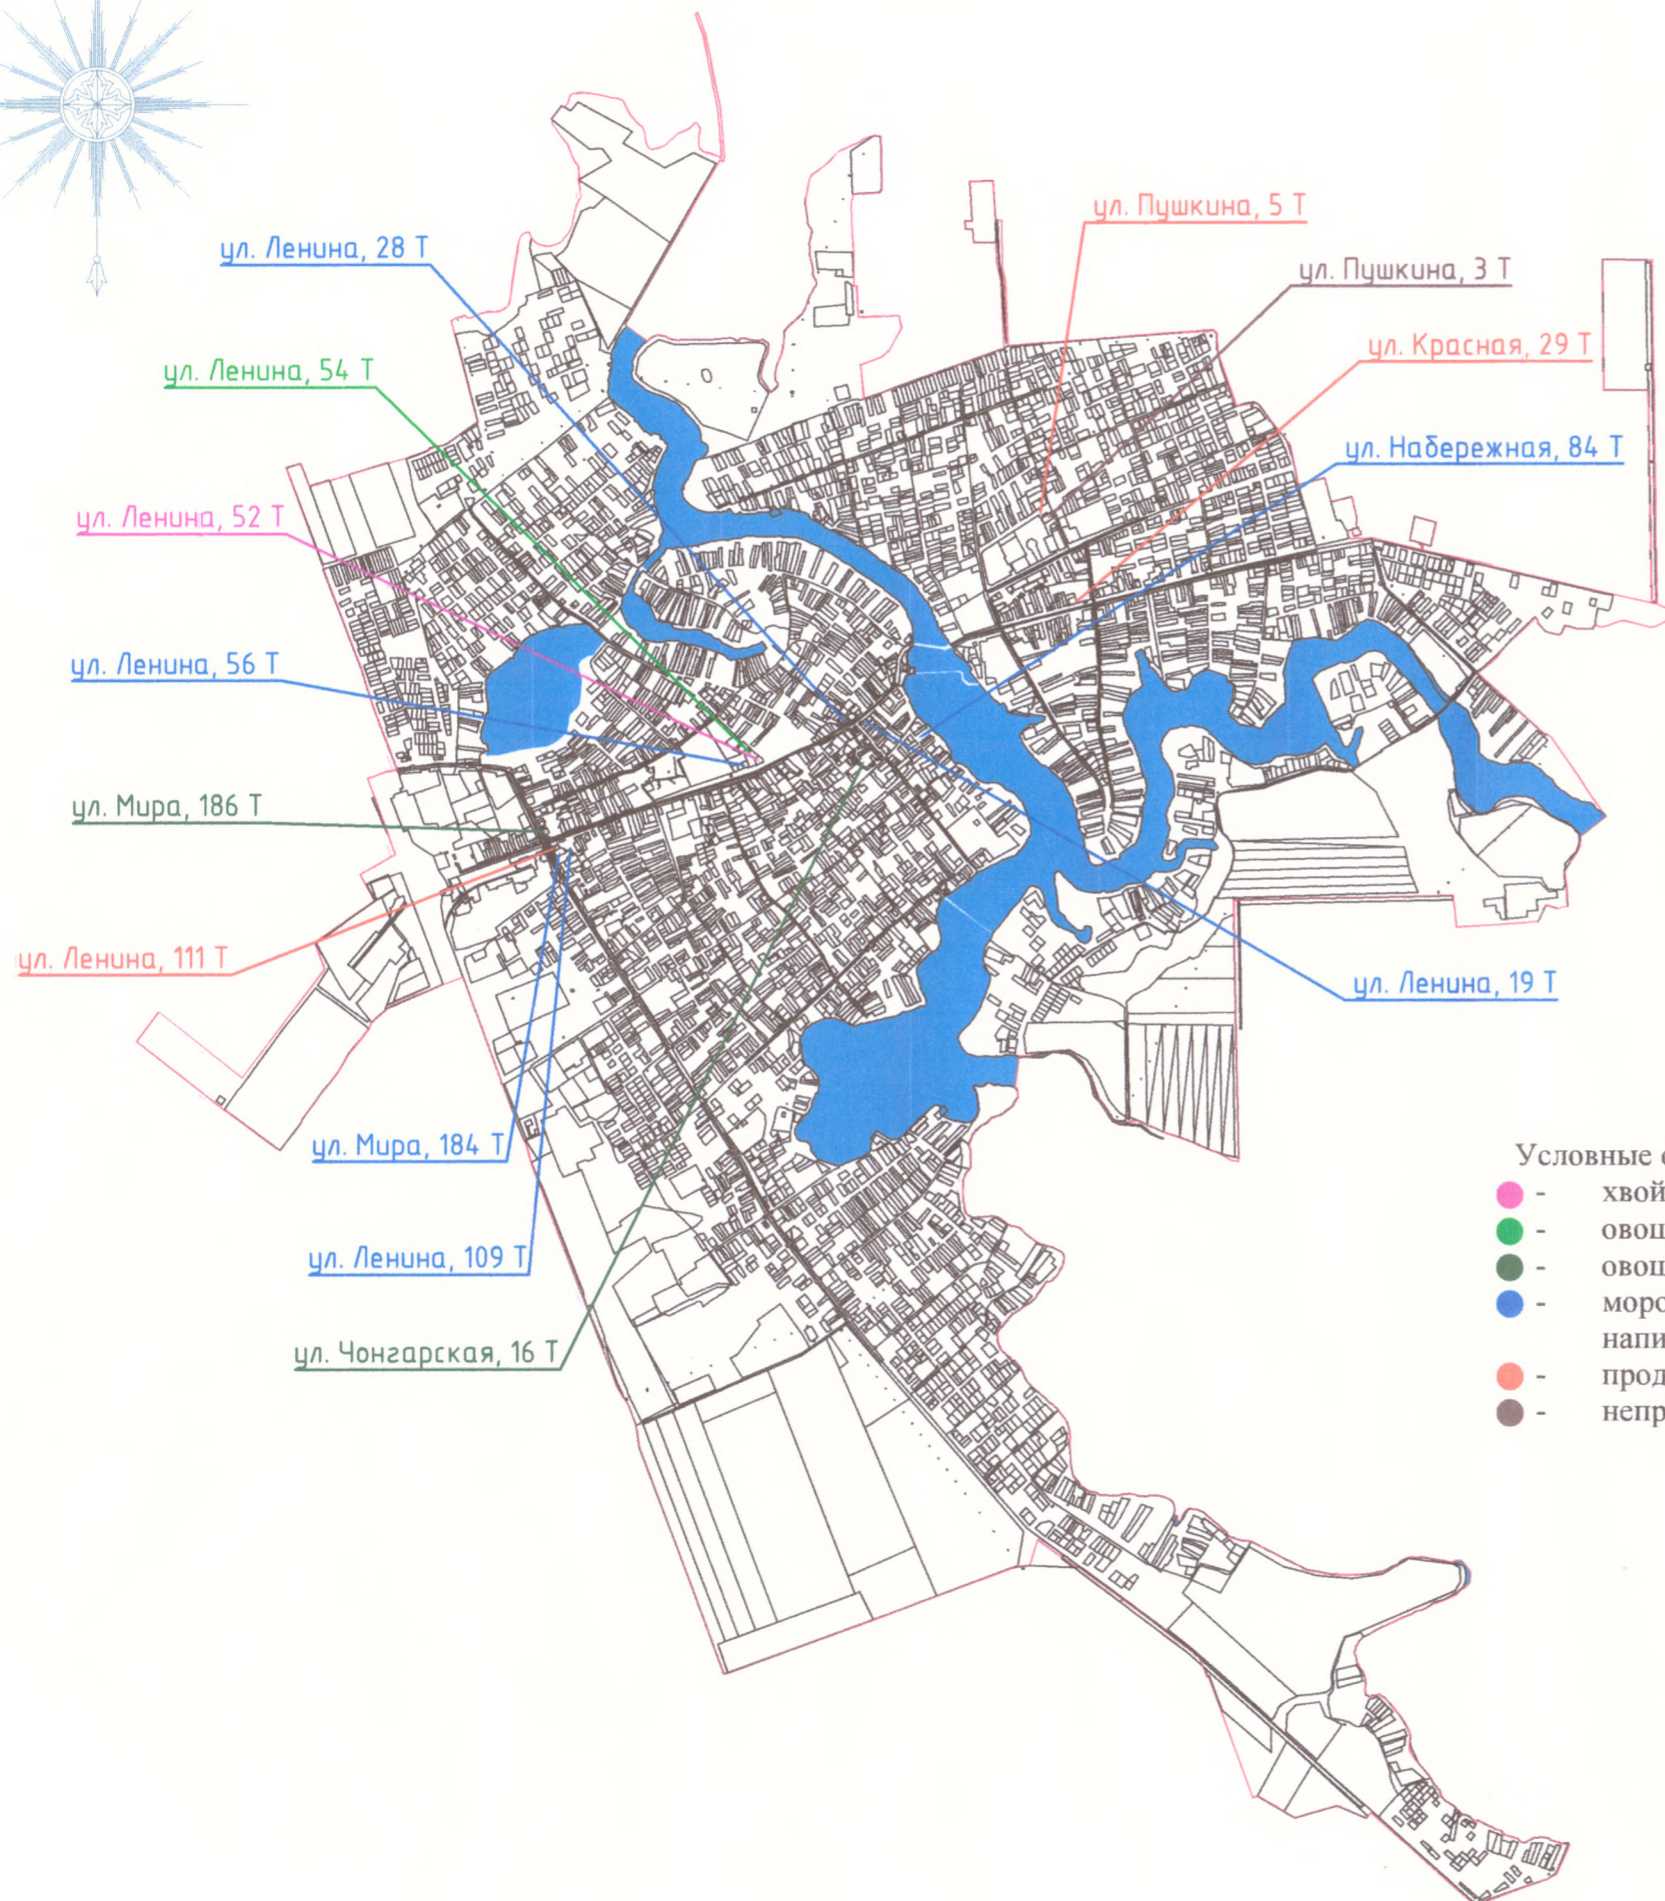 ул. Пушкина, 5 Т
ул. Ленина, 28 Т
ул. Пушкина, 3 Т
ул. Красная, 29 Т
ул. Ленина, 54 Т
ул. Набережная, 84 Т
ул. Ленина, 52 Т
ул. Ленина, 56 Т
ул. Мира, 186 Т
ул. Ленина, 111 Т
ул. Ленина, 19 Т
ул. Мира, 184 Т
ул. Ленина, 109 Т
ул. Чонгарская, 16 Т
Условные
- хвой
- овощ
- овощ
- моро
напи
- прод
- непр